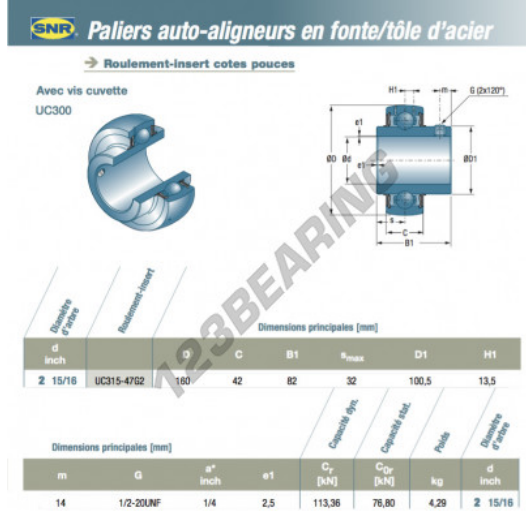 SNR Paliers auto-aligneurs en fonte/tôle d'acier
Roulement-insert cotes pouces
Avec vis cuvette
UC300
H1 m G (2x120°)
e1
ØD Ød ØD1
e1
s
C
B1
123BEARING
Diamètre d'arbre Roulement-insert
Dimensions principales [mm]
d inch D C B1 smax D1 H1
2 15/16 UC315-47G2 160 42 82 32 100,5 13,5
Dimensions principales [mm] Capacité dyn. Capacité stat. Poids Diamètre d'arbre
m G a* inch e1 Cr [kN] C0r [kN] kg d inch
14 1/2-20UNF 1/4 2,5 113,36 76,80 4,29 2 15/16